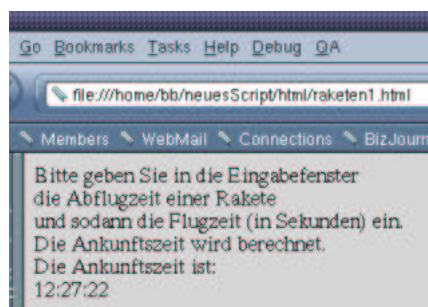 Go Bookmarks Tasks Help Debug QA
file:///home/bb/neuesScript/html/raketen1.html
Members WebMail Connections BizJourn
Bitte geben Sie in die Eingabefenster
die Abflugzeit einer Rakete
und sodann die Flugzeit (in Sekunden) ein.
Die Ankunftszeit wird berechnet.
Die Ankunftszeit ist:
12:27:22